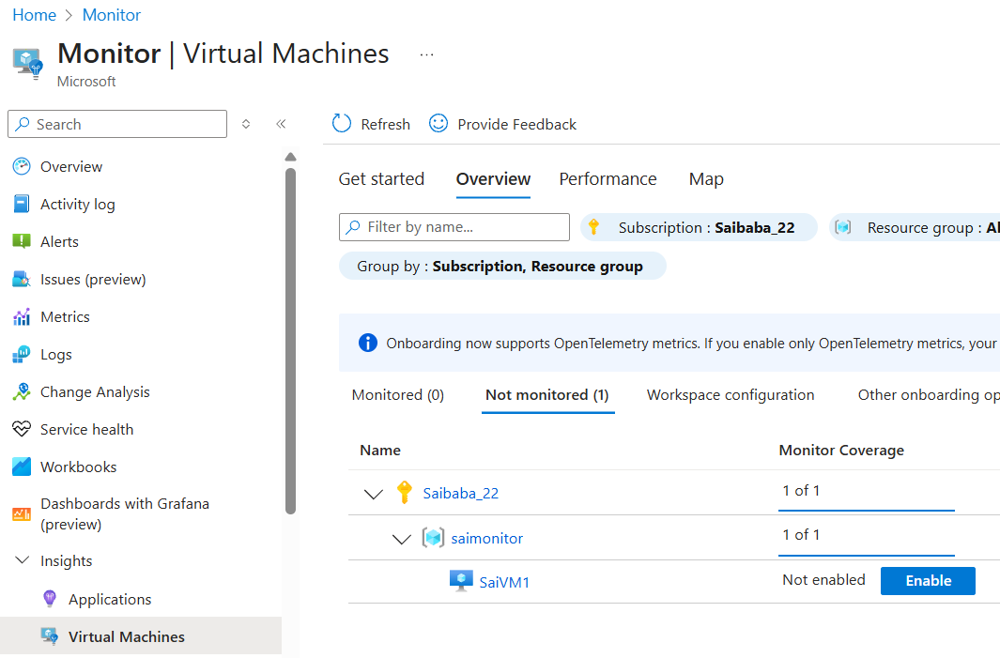 Home > Monitor
Monitor | Virtual Machines ...
Microsoft
Search
Overview
Activity log
Alerts
Issues (preview)
Metrics
Logs
Change Analysis
Service health
Workbooks
Dashboards with Grafana
(preview)
Insights
Applications
Virtual Machines
Refresh Provide Feedback
Get started Overview Performance Map
Filter by name... Subscription : Saibaba_22 Resource group : Al
Group by : Subscription, Resource group
Onboarding now supports OpenTelemetry metrics. If you enable only OpenTelemetry metrics, your
Monitored (0) Not monitored (1) Workspace configuration Other onboarding op
Name Monitor Coverage
Saibaba_22 1 of 1
saimonitor 1 of 1
SaiVM1 Not enabled Enable